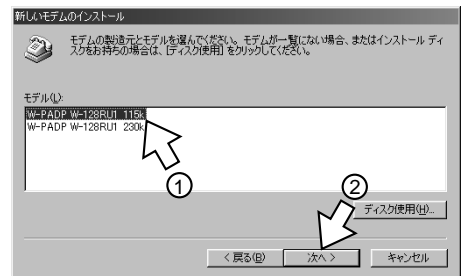 新しいモデムのインストール
モデムの製造元とモデルを選んでください。モデムが一覧にない場合、またはインストール ディ
スクをお持ちの場合は、[ディスク使用] をクリックしてください。
モデル(L):
W-PADP W-128RU1 115k
W-PADP W-128RU1 230k
①
②
ディスク使用(H)...
< 戻る(B)
次へ >
キャンセル